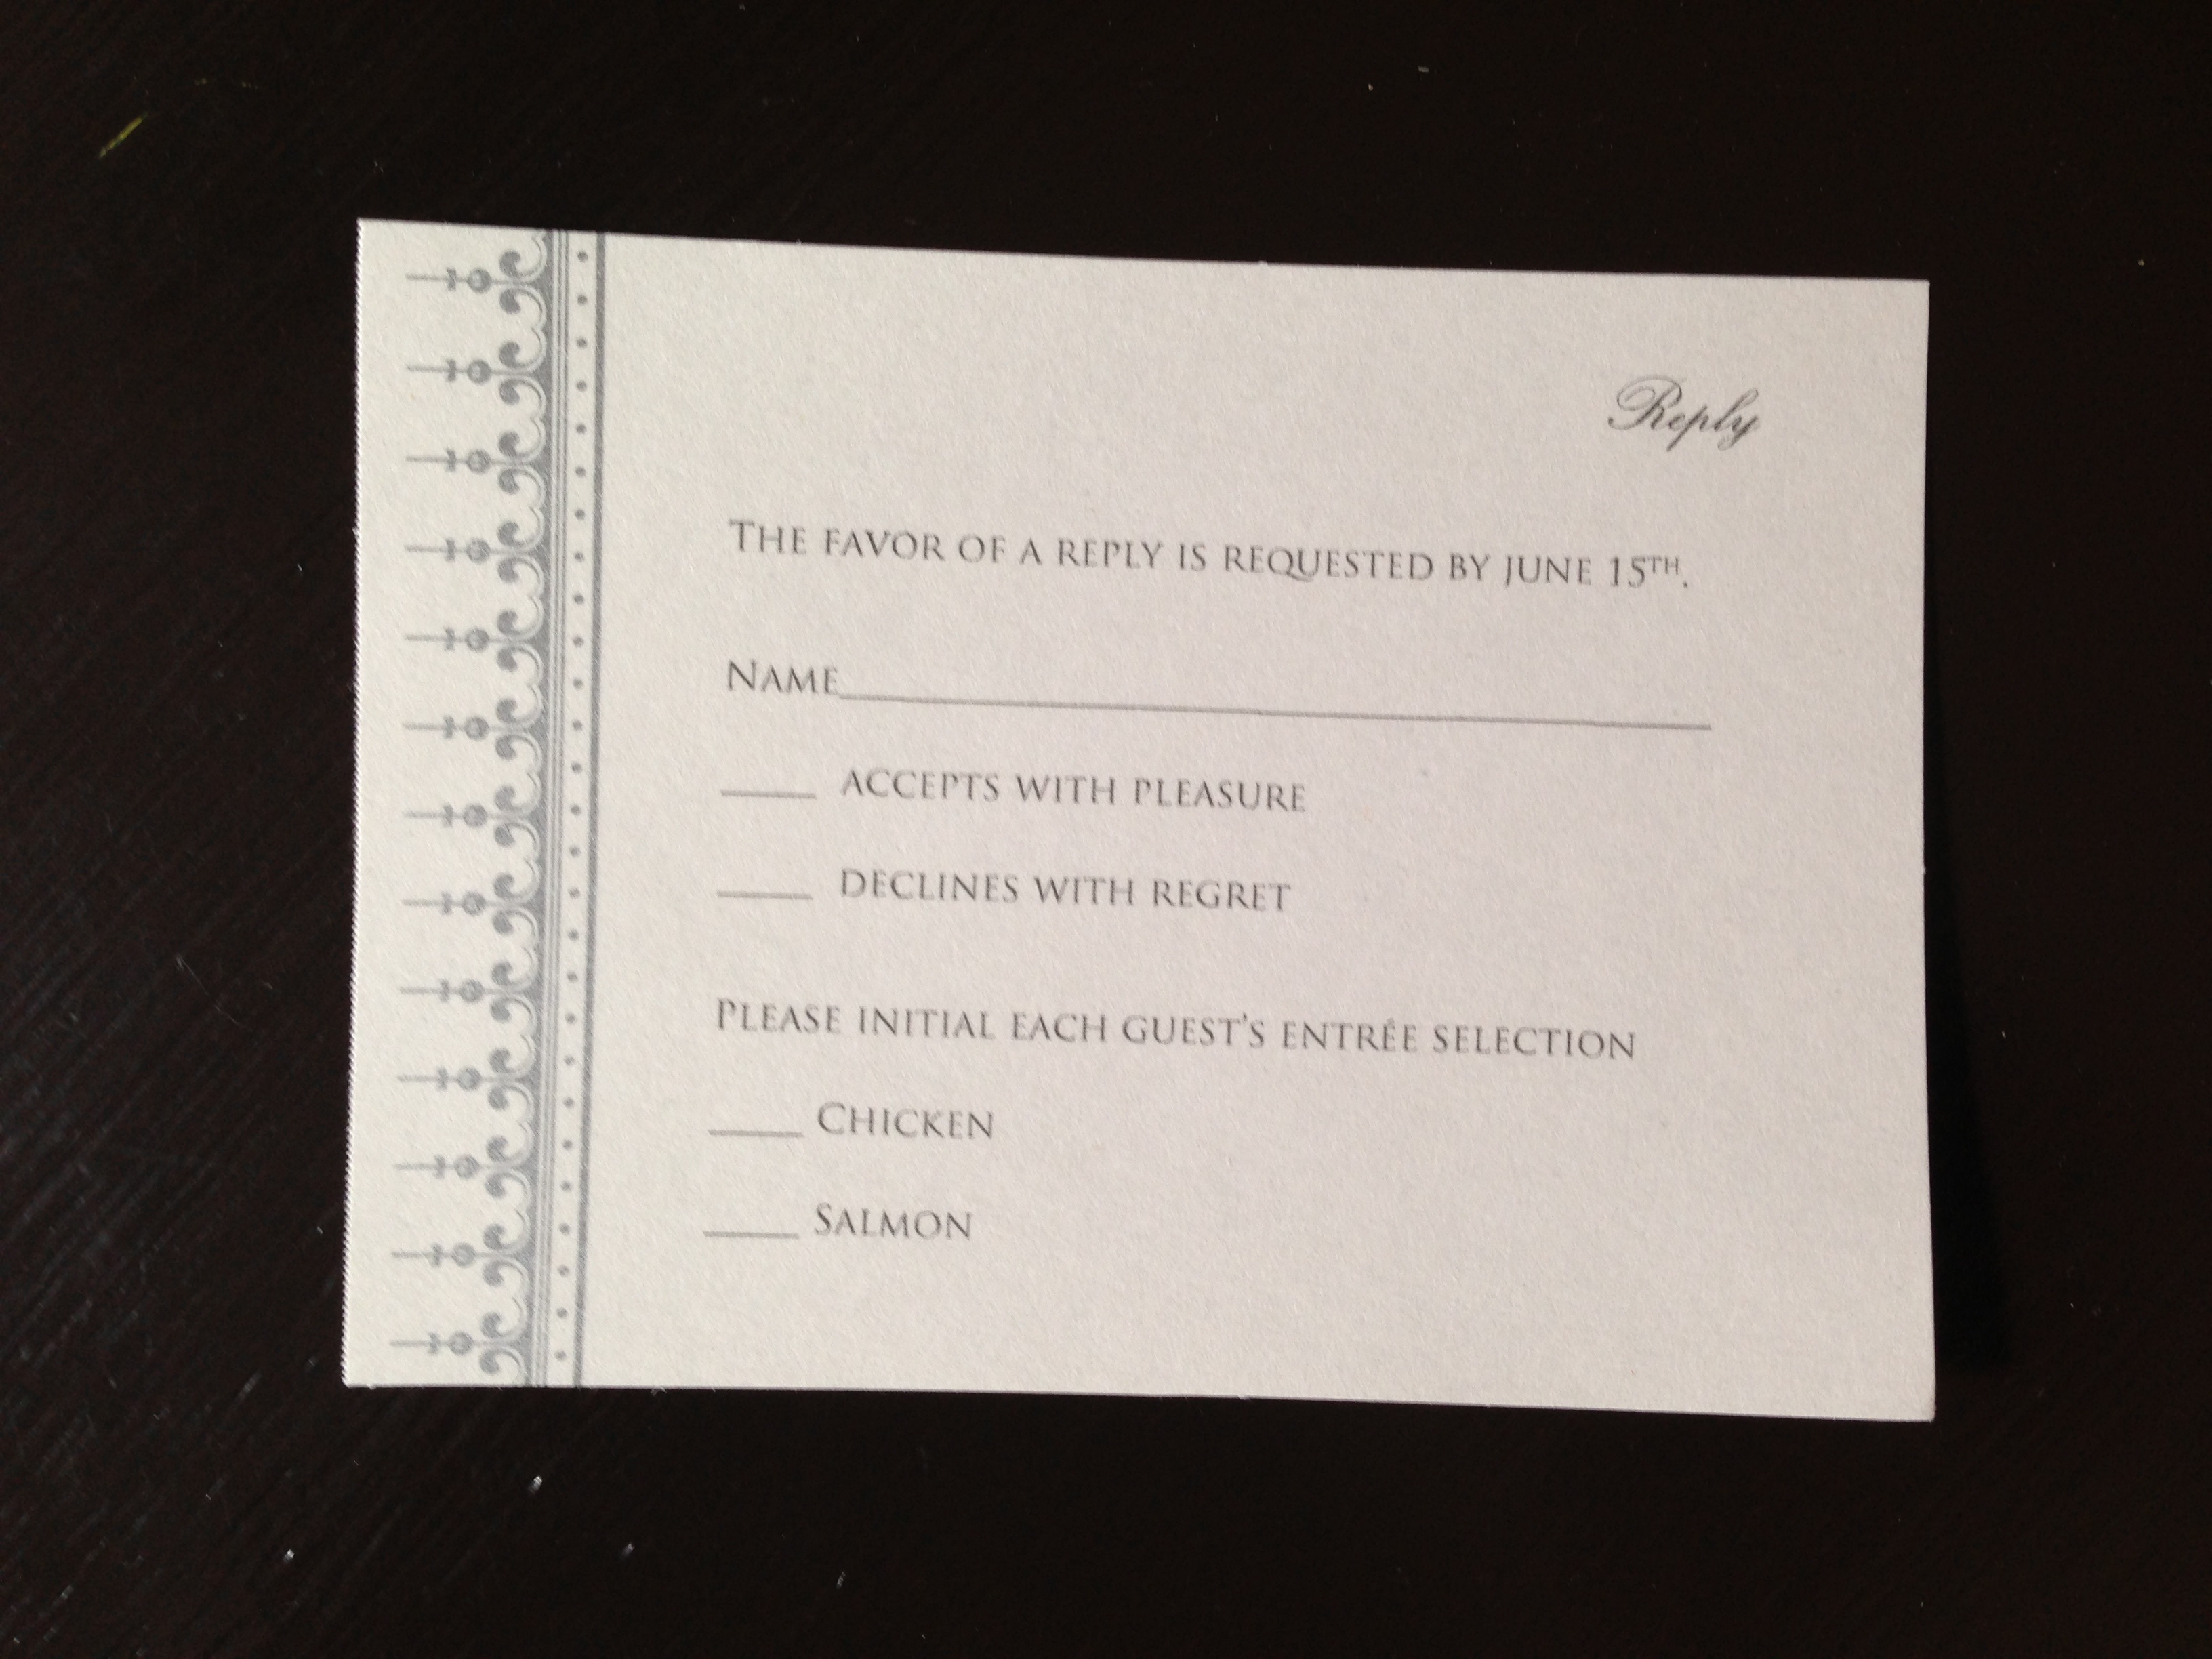 Reply
THE FAVOR OF A REPLY IS REQUESTED BY JUNE 15TH.
NAME___________________________
____ ACCEPTS WITH PLEASURE
____ DECLINES WITH REGRET
PLEASE INITIAL EACH GUEST'S ENTRÉE SELECTION
____ CHICKEN
____ SALMON